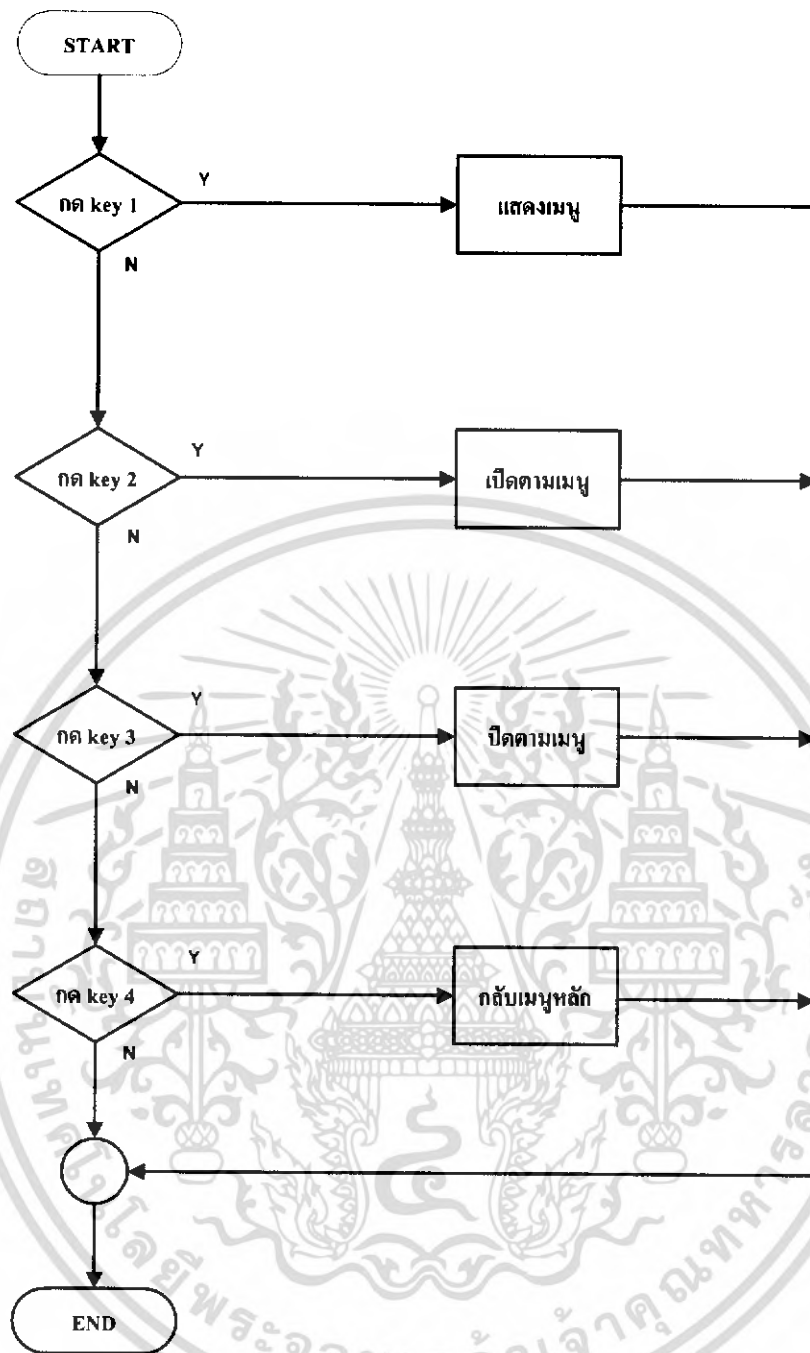 START
กด key 1
Y
แสดงเมนู
N
กด key 2
Y
เปิดตามเมนู
N
กด key 3
Y
ปิดตามเมนู
N
กด key 4
Y
กลับเมนูหลัก
N
END